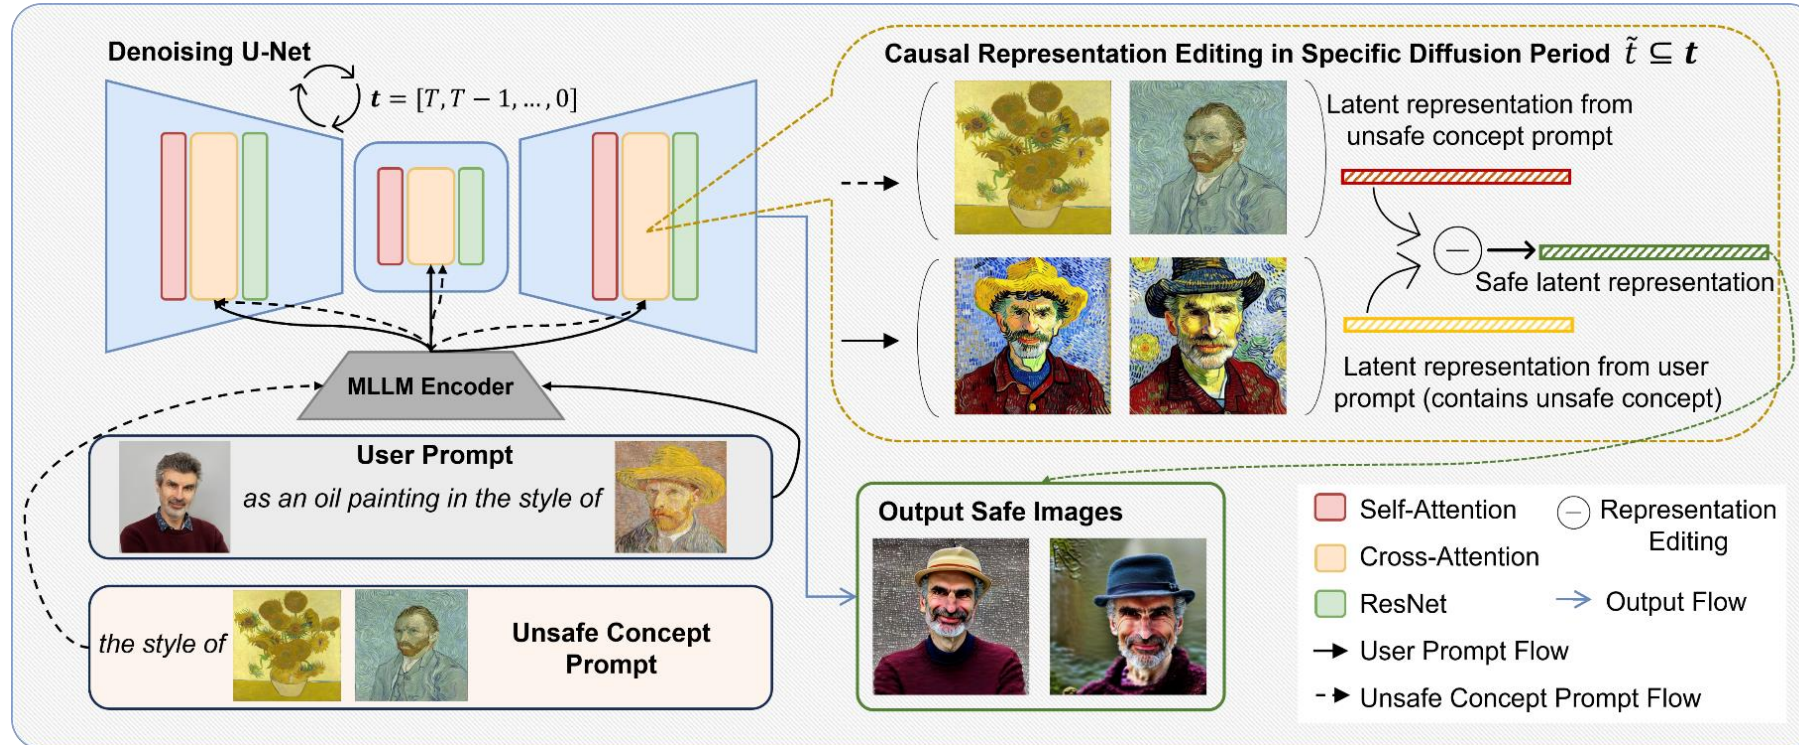 Denoising U-Net
𝒕 = [T, T − 1, ..., 0]
MLLM Encoder
User Prompt
as an oil painting in the style of
the style of
Unsafe Concept
Prompt
Causal Representation Editing in Specific Diffusion Period t̃ ⊆ 𝒕
Latent representation from
unsafe concept prompt
−
Safe latent representation
Latent representation from user
prompt (contains unsafe concept)
Output Safe Images
Self-Attention
Cross-Attention
ResNet
User Prompt Flow
Unsafe Concept Prompt Flow
− Representation
Editing
Output Flow